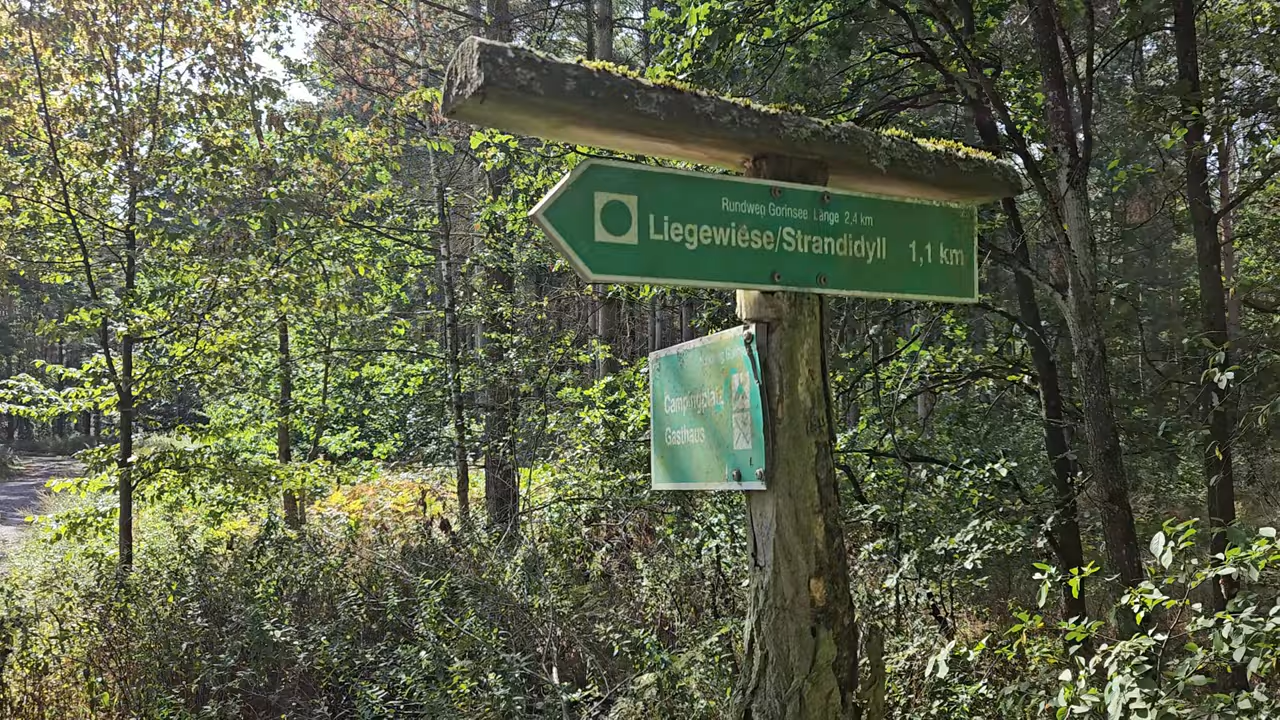 Rundweg Gorinsee Länge 2,4 km
Liegewiese/Strandidyll 1,1 km
Campingplatz
Gasthaus